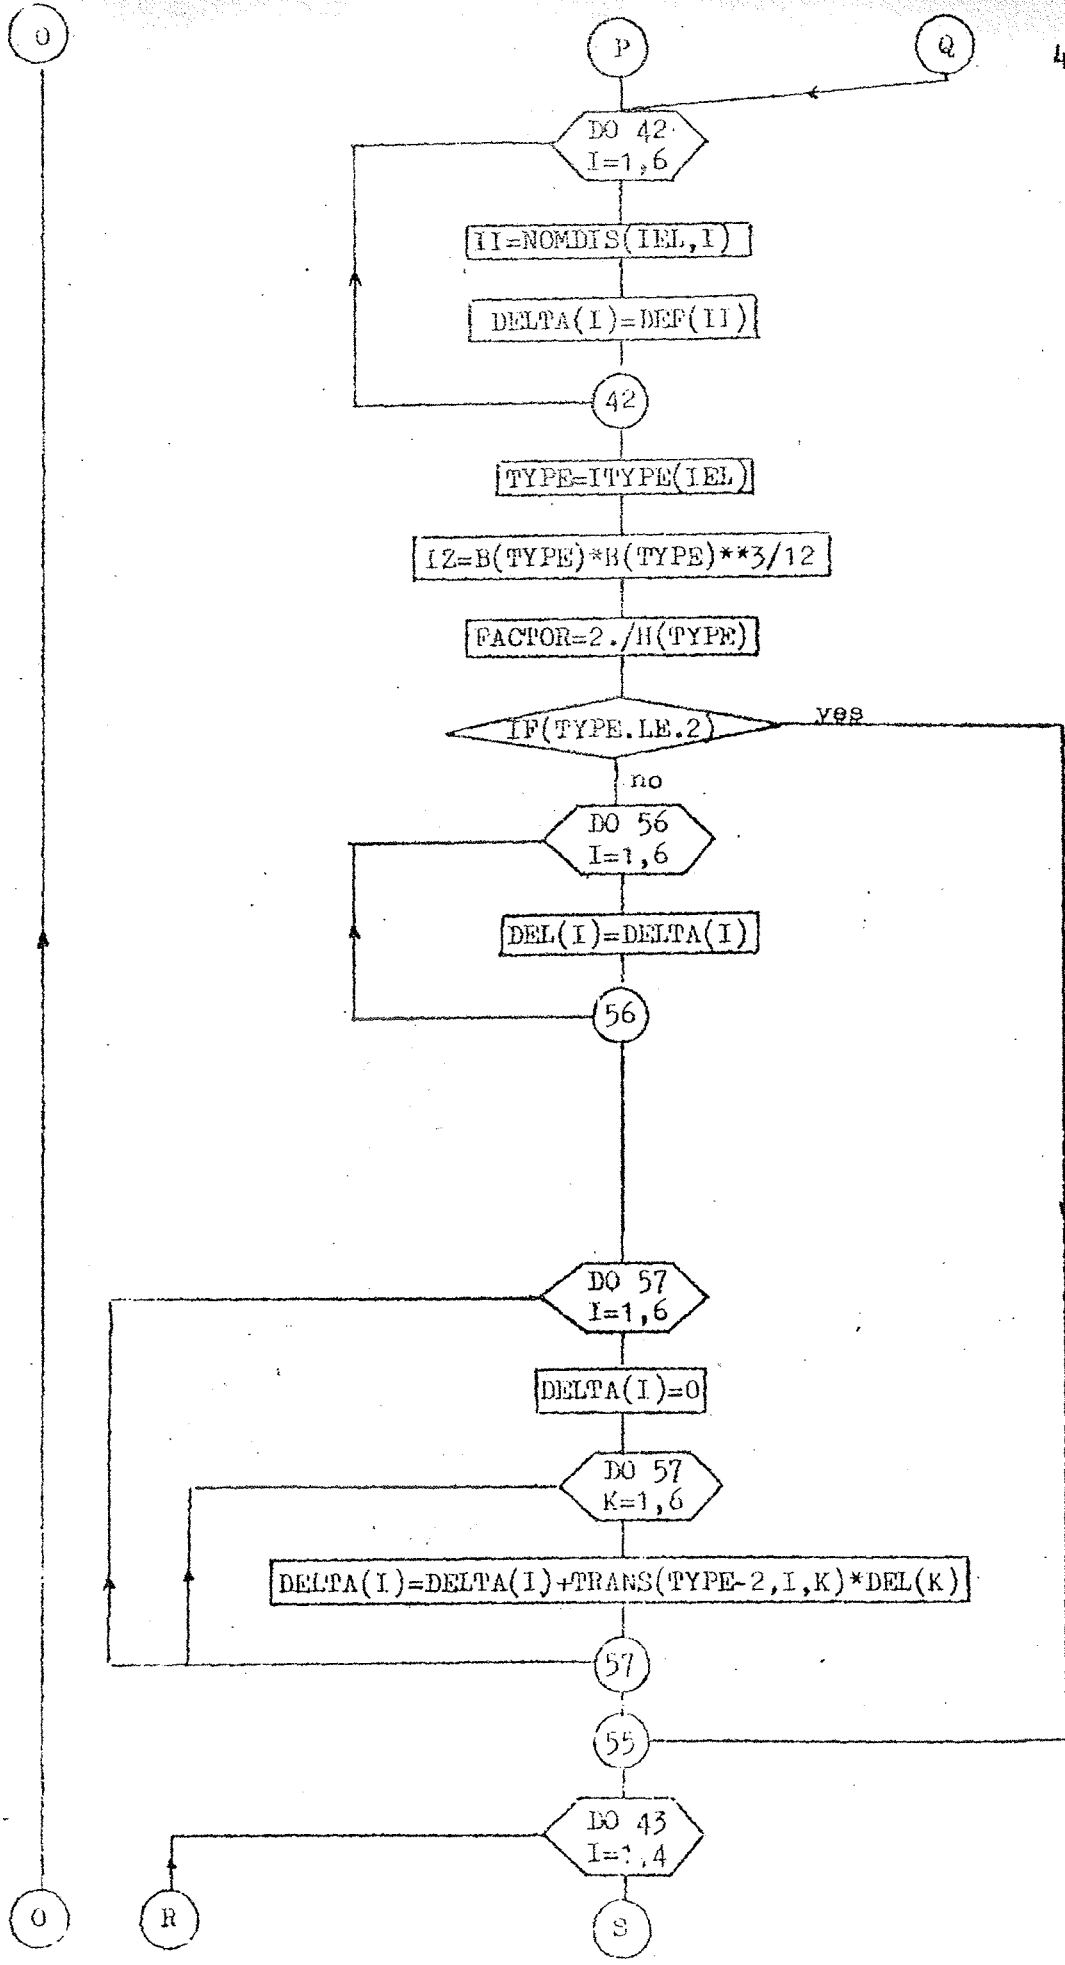 O P Q 4
DO 42
I=1,6
II=NOMDIS(IEL,I)
DELTA(I)=DEF(II)
42
TYPE=ITYPE(IEL)
IZ=B(TYPE)*H(TYPE)**3/12
FACTOR=2./H(TYPE)
IF(TYPE.LE.2)
yes
no
DO 56
I=1,6
DEL(I)=DELTA(I)
56
DO 57
I=1,6
DELTA(I)=0
DO 57
K=1,6
DELTA(I)=DELTA(I)+TRANS(TYPE-2,I,K)*DEL(K)
57
55
DO 43
I=1,4
O R S